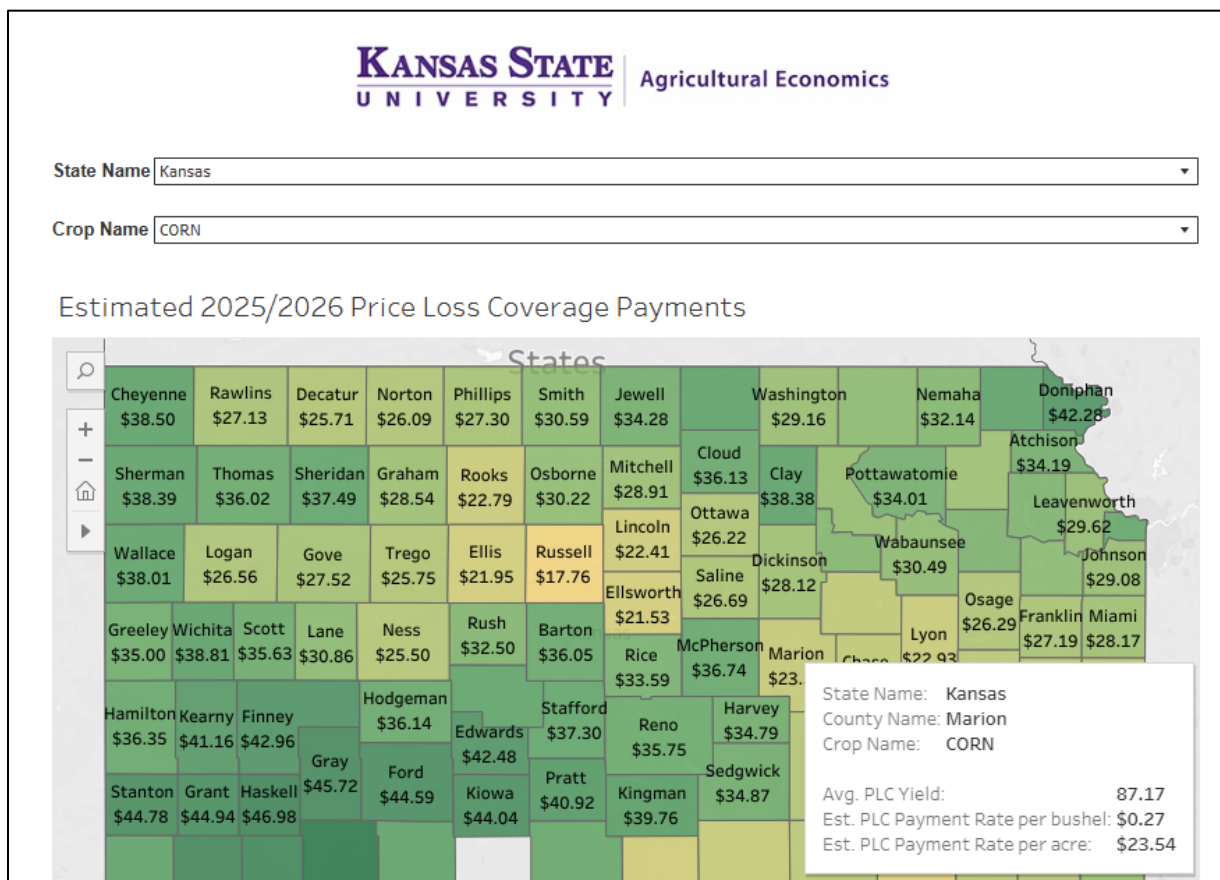 KANSAS STATE
UNIVERSITY
Agricultural Economics
State Name Kansas
Crop Name CORN
Estimated 2025/2026 Price Loss Coverage Payments
States
Cheyenne Rawlins Decatur Norton Phillips Smith Jewell Washington Nemaha Doniphan
$38.50 $27.13 $25.71 $26.09 $27.30 $30.59 $34.28 $29.16 $32.14 $42.28
Atchison
$34.19
Sherman Thomas Sheridan Graham Rooks Osborne Mitchell Cloud Clay Pottawatomie
$38.39 $36.02 $37.49 $28.54 $22.79 $30.22 $28.91 $36.13 $38.38 $34.01
Leavenworth
$29.62
Wallace Logan Gove Trego Ellis Russell Lincoln Ottawa
$38.01 $26.56 $27.52 $25.75 $21.95 $17.76 $22.41 $26.22
Ellsworth Saline Dickinson Wabaunsee Johnson
$21.53 $26.69 $28.12 $30.49 $29.08
Greeley Wichita Scott Lane Ness Rush Barton Rice McPherson Marion Chase Lyon Osage Franklin Miami
$35.00 $38.81 $35.63 $30.86 $25.50 $32.50 $36.05 $33.59 $36.74 $23. $22.93 $26.29 $27.19 $28.17
Hamilton Kearny Finney Hodgeman Edwards Stafford Reno Harvey
$36.35 $41.16 $42.96 $36.14 $42.48 $37.30 $35.75 $34.79
Stanton Grant Haskell Gray Ford Kiowa Pratt Kingman Sedgwick
$44.78 $44.94 $46.98 $45.72 $44.59 $44.04 $40.92 $39.76 $34.87
State Name: Kansas
County Name: Marion
Crop Name: CORN
Avg. PLC Yield: 87.17
Est. PLC Payment Rate per bushel: $0.27
Est. PLC Payment Rate per acre: $23.54